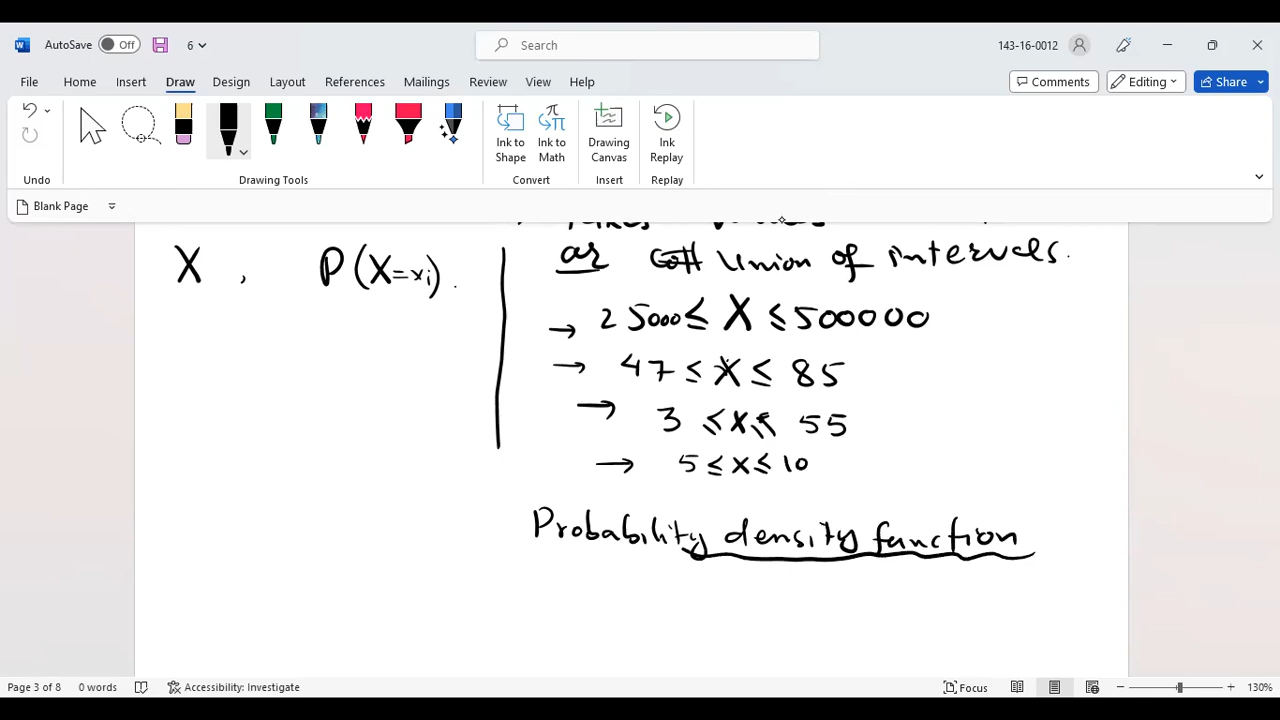 AutoSave Off 6 Search 143-16-0012
File Home Insert Draw Design Layout References Mailings Review View Help Comments Editing Share
Undo Drawing Tools Ink to Shape Ink to Math Convert Drawing Canvas Insert Ink Replay Replay
Blank Page
Takes values
X , P(X=xi).
or Union of intervals.
→ 25000 ≤ X ≤ 500000
→ 47 ≤ X ≤ 85
→ 3 ≤ X ≤ 55
→ 5 ≤ x ≤ 10
Probability density function
Page 3 of 8 0 words Accessibility: Investigate Focus 130%